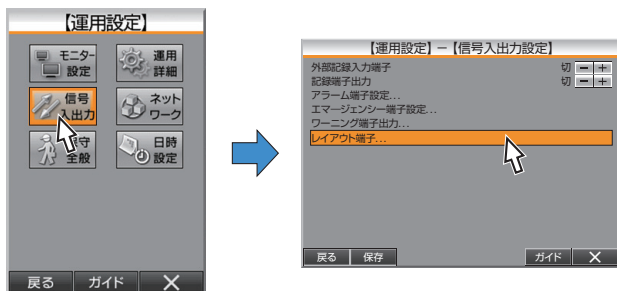 【運用設定】
モニター
設定
運用
詳細
信号
入出力
ネット
ワーク
保守
全般
日時
設定
戻る ガイド X
【運用設定】－【信号入出力設定】
外部記録入力端子 切 － ＋
記録端子出力 切 － ＋
アラーム端子設定...
エマージェンシー端子設定...
ワーニング端子出力...
レイアウト端子...
戻る 保存 ガイド X